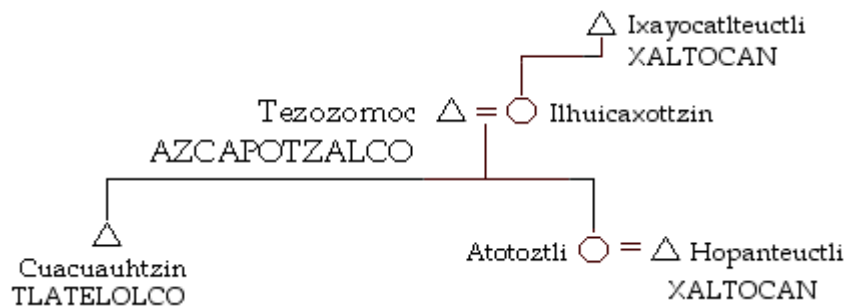 Ixayocatlteuctli
XALTOCAN
Tezozomoc = Ilhuicaxottzin
AZCAPOTZALCO
Cuacuauhtzin
TLATELOLCO
Atotoztli = Hopanteuctli
XALTOCAN